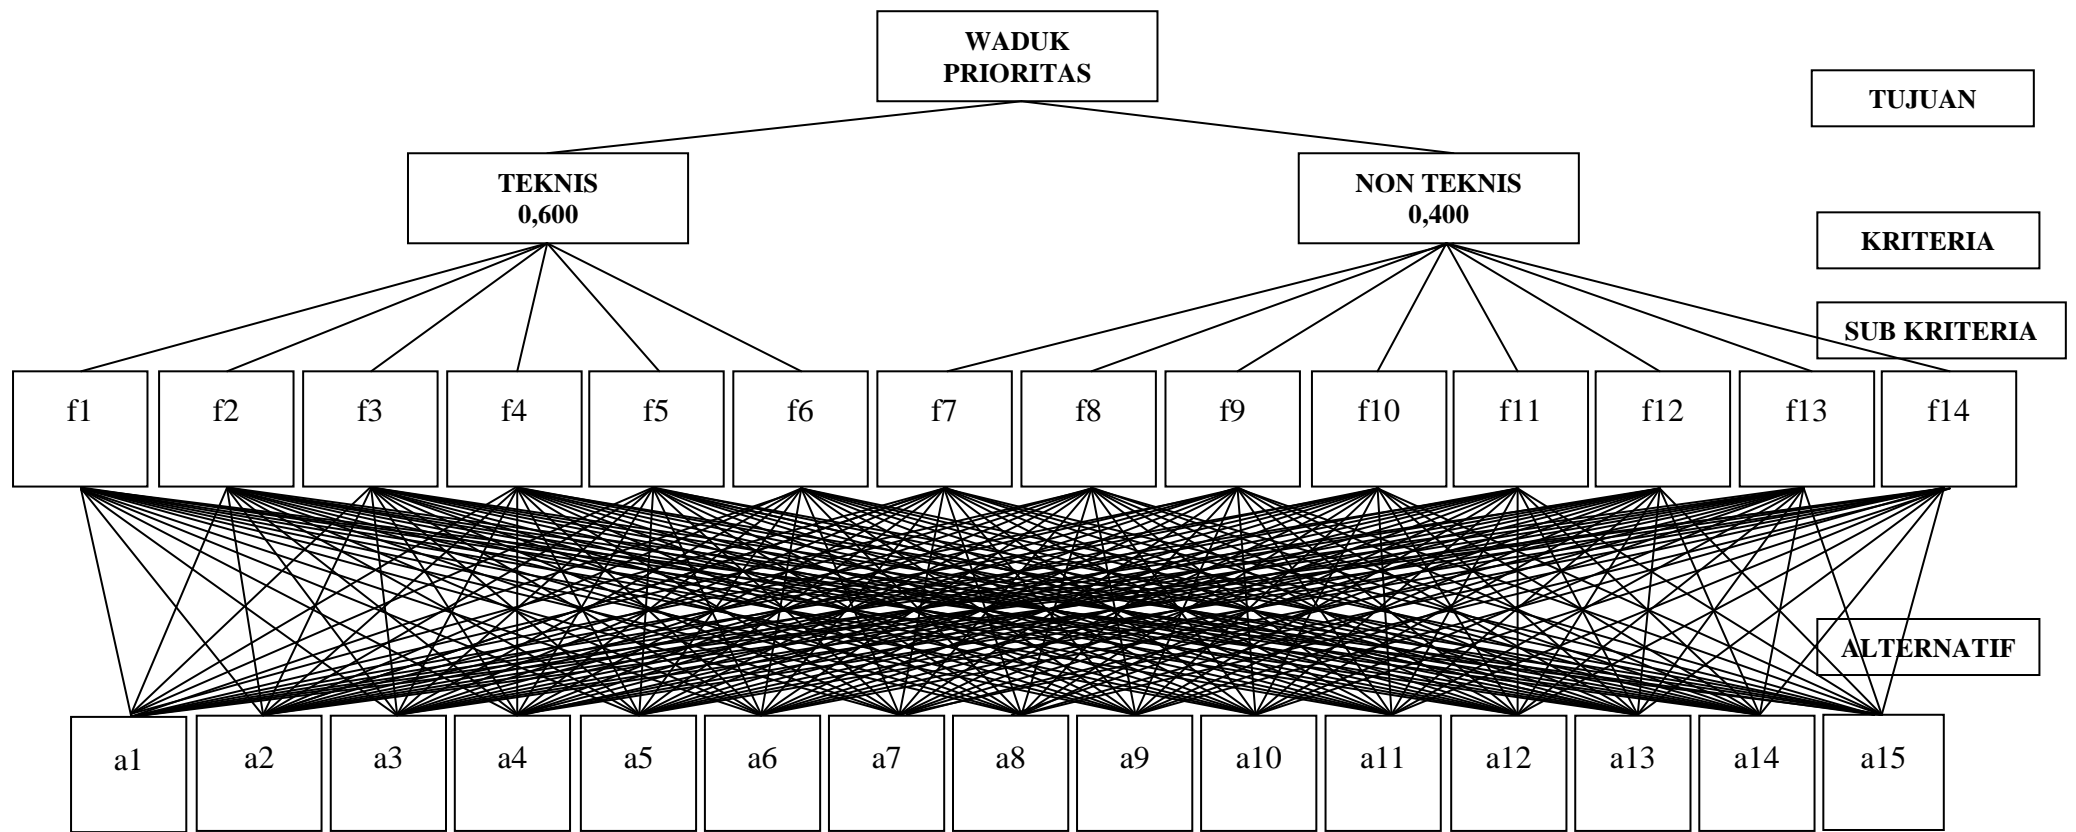 WADUK
PRIORITAS
TUJUAN
TEKNIS
0,600
NON TEKNIS
0,400
KRITERIA
SUB KRITERIA
f1
f2
f3
f4
f5
f6
f7
f8
f9
f10
f11
f12
f13
f14
ALTERNATIF
a1
a2
a3
a4
a5
a6
a7
a8
a9
a10
a11
a12
a13
a14
a15